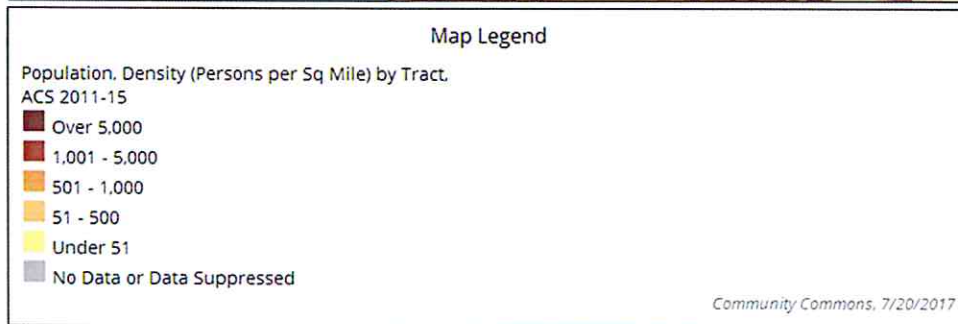 Map Legend
Population, Density (Persons per Sq Mile) by Tract,
ACS 2011-15
Over 5,000
1,001 - 5,000
501 - 1,000
51 - 500
Under 51
No Data or Data Suppressed
Community Commons, 7/20/2017